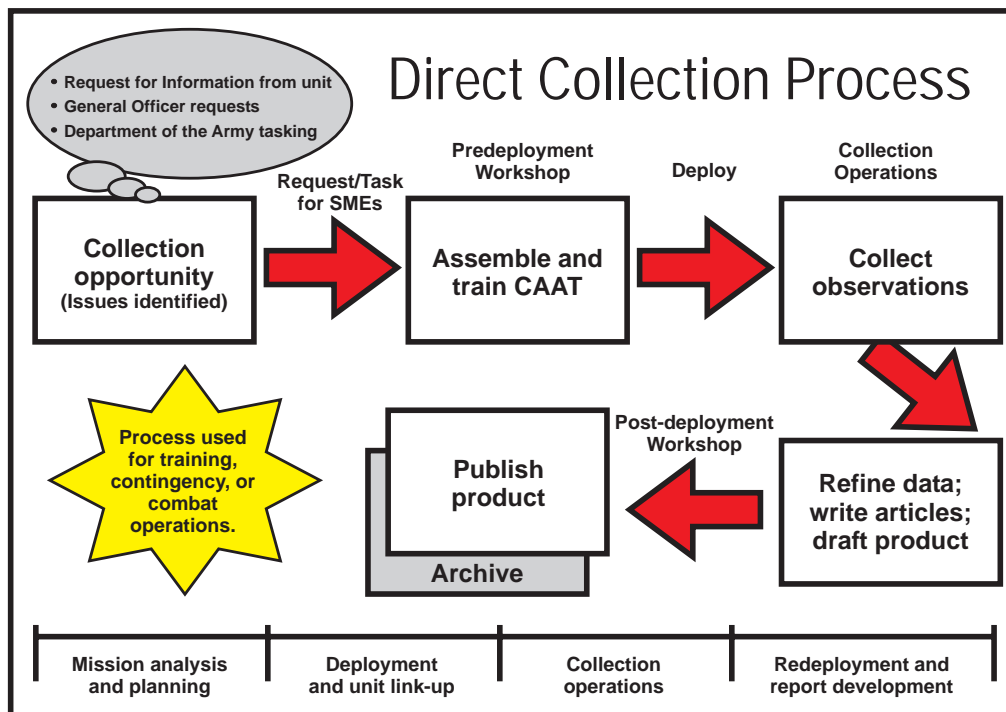 Direct Collection Process
• Request for Information from unit
• General Officer requests
• Department of the Army tasking
Collection
opportunity
(Issues identified)
Request/Task
for SMEs
Predeployment
Workshop
Assemble and
train CAAT
Deploy
Collection
Operations
Collect
observations
Refine data;
write articles;
draft product
Post-deployment
Workshop
Publish
product
Archive
Process used
for training,
contingency, or
combat
operations.
Mission analysis
and planning
Deployment
and unit link-up
Collection
operations
Redeployment and
report development